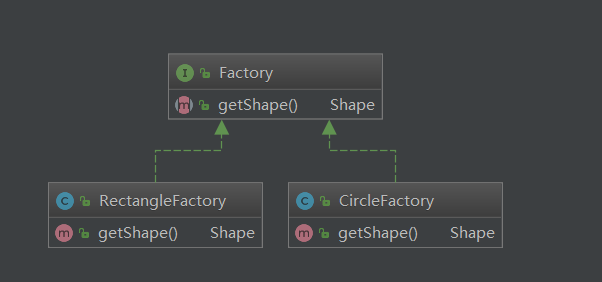 I Factory
m getShape() Shape
C RectangleFactory
m getShape() Shape
C CircleFactory
m getShape() Shape